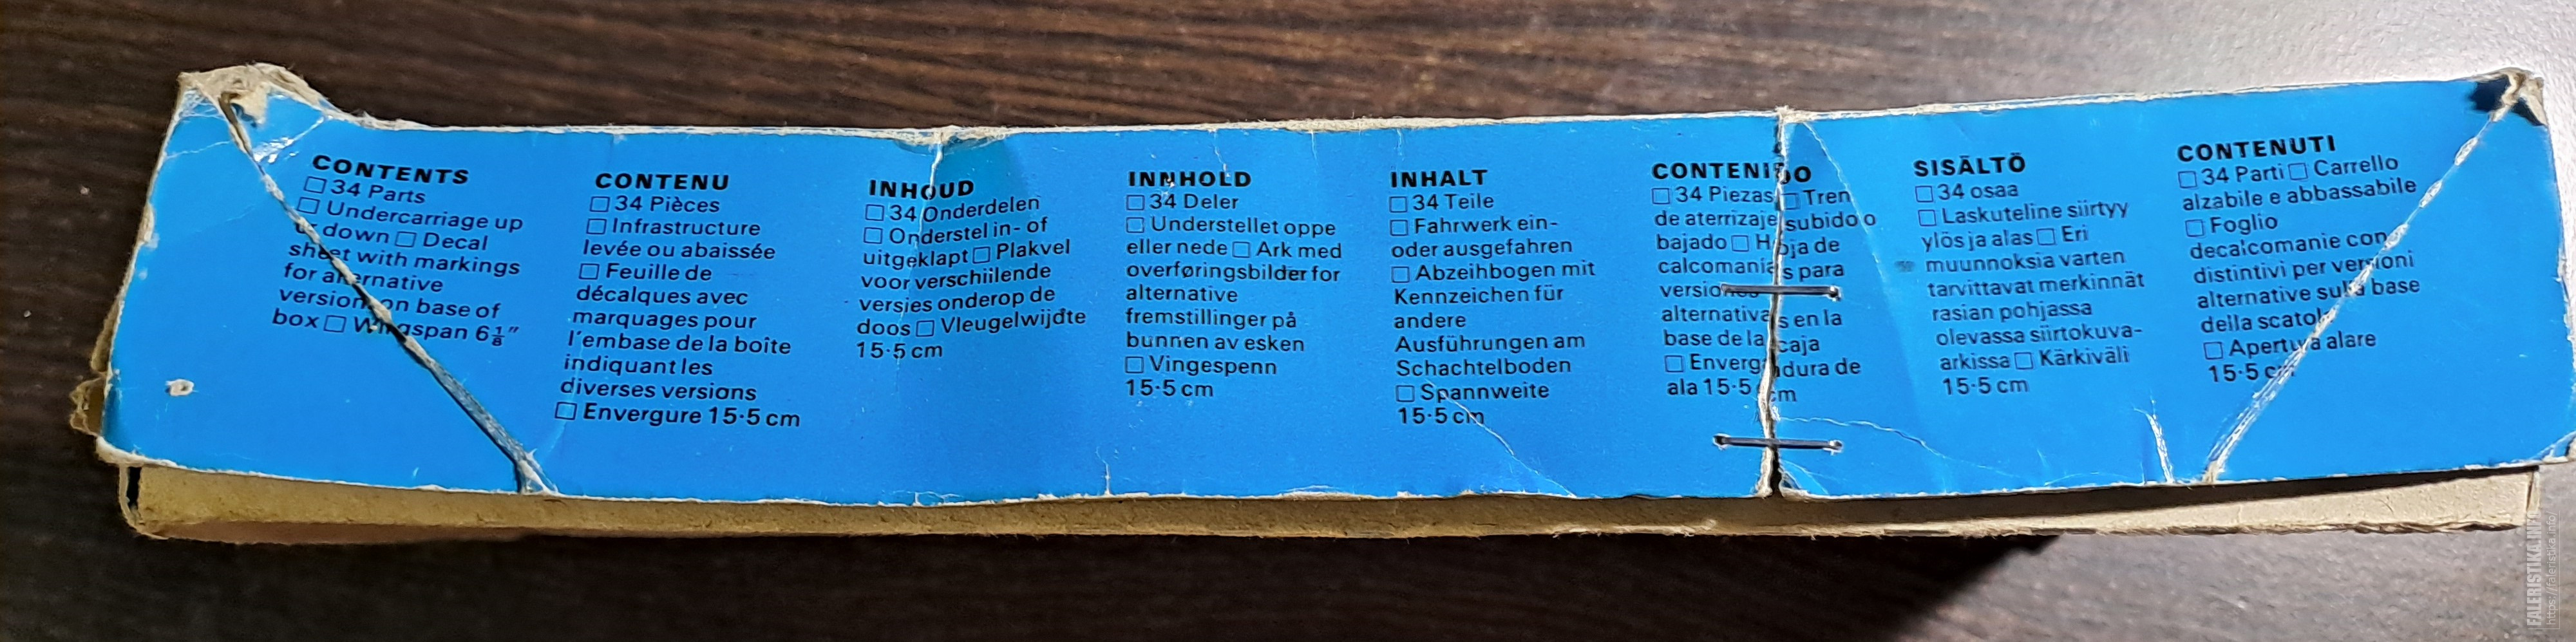 CONTENTS
☐ 34 Parts
☐ Undercarriage up
down ☐ Decal
sheet with markings
for alternative
version on base of
box ☐ Wingspan 6⅛"
CONTENU
☐ 34 Pièces
☐ Infrastructure
levée ou abaissée
☐ Feuille de
décalques avec
marquages pour
l'embase de la boîte
indiquant les
diverses versions
☐ Envergure 15·5 cm
INHOUD
☐ 34 Onderdelen
☐ Onderstel in- of
uitgeklapt ☐ Plakvel
voor verschiilende
versies onderop de
doos ☐ Vleugelwijdte
15·5 cm
INNHOLD
☐ 34 Deler
☐ Understellet oppe
eller nede ☐ Ark med
overføringsbilder for
alternative
fremstillinger på
bunnen av esken
☐ Vingespenn
15·5 cm
INHALT
☐ 34 Teile
☐ Fahrwerk ein-
oder ausgefahren
☐ Abzeihbogen mit
Kennzeichen für
andere
Ausführungen am
Schachtelboden
☐ Spannweite
15·5 cm
CONTENIDO
☐ 34 Piezas ☐ Tren
de aterrizaje subido o
bajado ☐ Hoja de
calcomanías para
versiones
alternativas en la
base de la caja
☐ Envergadura de
ala 15·5 cm
SISÄLTÖ
☐ 34 osaa
☐ Laskuteline siirtyy
ylös ja alas ☐ Eri
muunnoksia varten
tarvittavat merkinnät
rasian pohjassa
olevassa siirtokuva-
arkissa ☐ Kärkiväli
15·5 cm
CONTENUTI
☐ 34 Parti ☐ Carrello
alzabile e abbassabile
☐ Foglio
decalcomanie con
distintivi per versioni
alternative sulla base
della scatola
☐ Apertura alare
15·5 cm
FALERISTIKA.INFO
https://faleristika.info